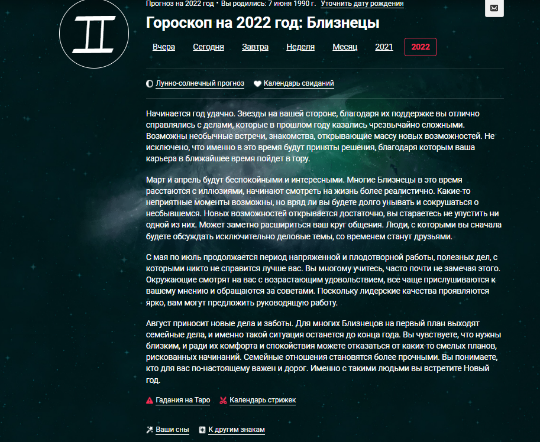 Прогноз на 2022 год • Вы родились: 7 июня 1990 г. Уточнить дату рождения
Гороскоп на 2022 год: Близнецы
Вчера Сегодня Завтра Неделя Месяц 2021 2022
Лунно-солнечный прогноз Календарь свиданий
Начинается год удачно. Звезды на вашей стороне, благодаря их поддержке вы отлично
справлялись с делами, которые в прошлом году казались чрезвычайно сложными.
Возможны необычные встречи, знакомства, открывающие массу новых возможностей. Не
исключено, что именно в это время будут приняты решения, благодаря которым ваша
карьера в ближайшее время пойдет в гору.
Март и апрель будут беспокойными и интересными. Многие Близнецы в это время
расстаются с иллюзиями, начинают смотреть на жизнь более реалистично. Какие-то
неприятные моменты возможны, но вряд ли вы будете долго унывать и сокрушаться о
несбывшемся. Новых возможностей открывается достаточно, вы стараетесь не упустить ни
одной из них. Может заметно расшириться ваш круг общения. Люди, с которыми вы сначала
будете обсуждать исключительно деловые темы, со временем станут друзьями.
С мая по июль продолжается период напряженной и плодотворной работы, полезных дел, с
которыми никто не справится лучше вас. Вы многому учитесь, часто почти не замечая этого.
Окружающие смотрят на вас с возрастающим удовольствием, все чаще прислушиваются к
вашему мнению и обращаются за советами. Поскольку лидерские качества проявляются
ярко, вам могут предложить руководящую работу.
Август приносит новые дела и заботы. Для многих Близнецов на первый план выходят
семейные дела, и именно такой ситуация останется до конца года. Вы чувствуете, что нужны
близким, и ради их комфорта и спокойствия можете отказаться от каких-то смелых планов,
рискованных начинаний. Семейные отношения становятся более прочными. Вы понимаете,
кто для вас по-настоящему важен и дорог. Именно с такими людьми вы встретите Новый
год.
Гадания на Таро Календарь стрижек
Ваши сны К другим знакам